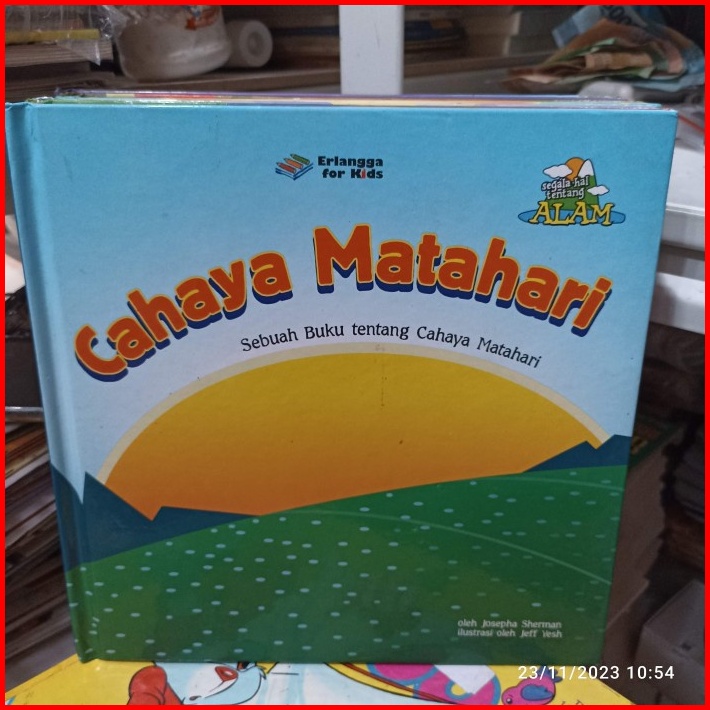 Erlangga
for Kids
segala hal
tentang
ALAM
Cahaya Matahari
Sebuah Buku tentang Cahaya Matahari
oleh Josepha Sherman
ilustrasi oleh Jeff Yesh
23/11/2023 10:54